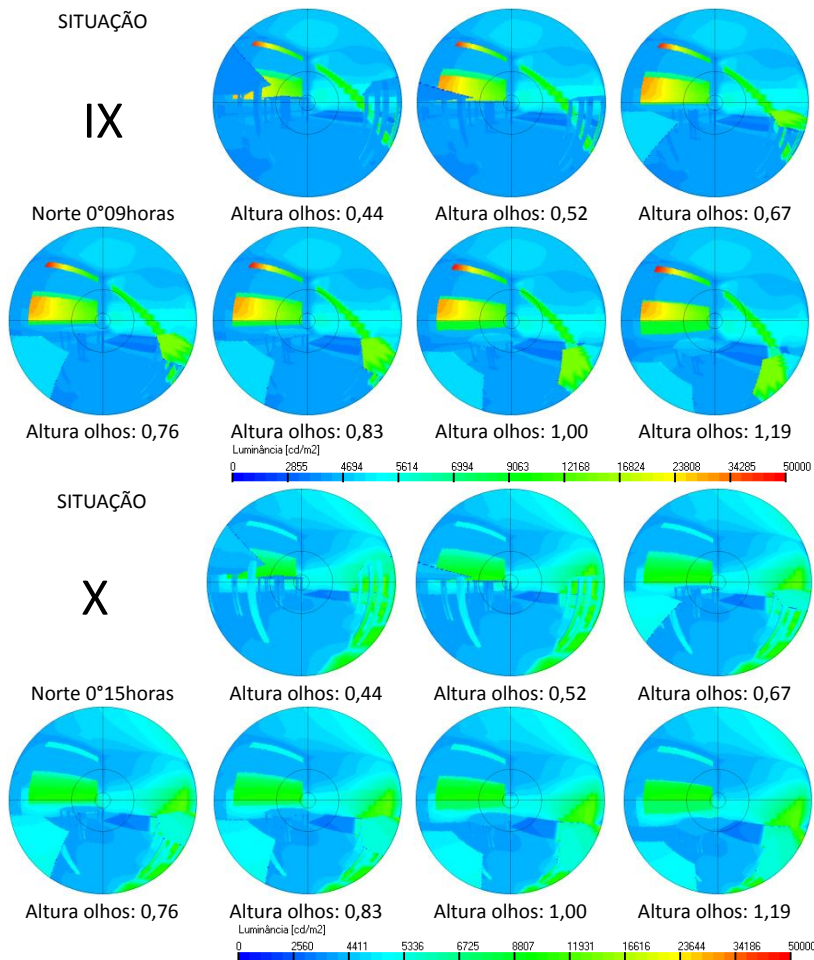 SITUAÇÃO
IX
Norte 0°09horas
Altura olhos: 0,44
Altura olhos: 0,52
Altura olhos: 0,67
Altura olhos: 0,76
Altura olhos: 0,83
Altura olhos: 1,00
Altura olhos: 1,19
Luminância [cd/m2]
0 2855 4694 5614 6994 9063 12168 16824 23808 34285 50000
SITUAÇÃO
X
Norte 0°15horas
Altura olhos: 0,44
Altura olhos: 0,52
Altura olhos: 0,67
Altura olhos: 0,76
Altura olhos: 0,83
Altura olhos: 1,00
Altura olhos: 1,19
Luminância [cd/m2]
0 2560 4411 5336 6725 8807 11931 16616 23644 34186 50000